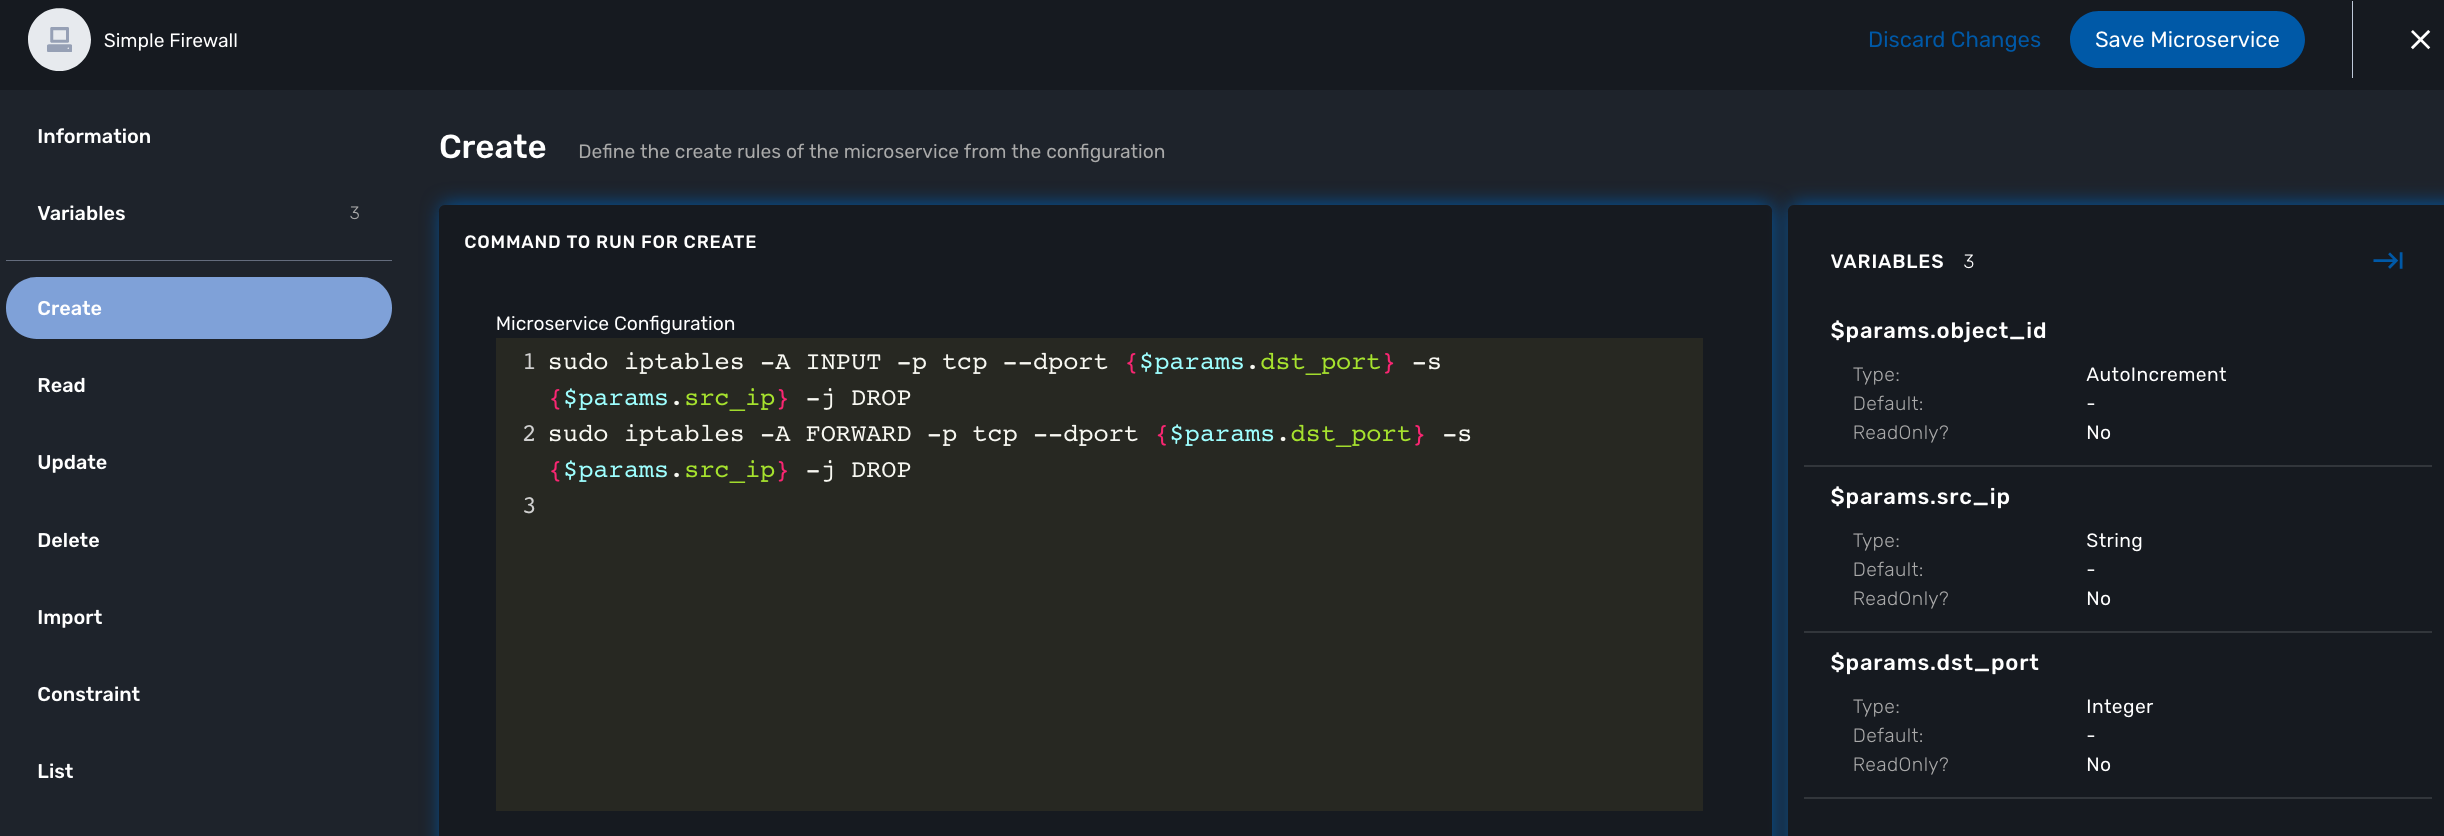 Simple Firewall
Discard Changes
Save Microservice
Information
Variables 3
Create
Read
Update
Delete
Import
Constraint
List
Create Define the create rules of the microservice from the configuration
COMMAND TO RUN FOR CREATE
Microservice Configuration
1 sudo iptables -A INPUT -p tcp --dport {$params.dst_port} -s
{$params.src_ip} -j DROP
2 sudo iptables -A FORWARD -p tcp --dport {$params.dst_port} -s
{$params.src_ip} -j DROP
3
VARIABLES 3
$params.object_id
Type: AutoIncrement
Default: -
ReadOnly? No
$params.src_ip
Type: String
Default: -
ReadOnly? No
$params.dst_port
Type: Integer
Default: -
ReadOnly? No